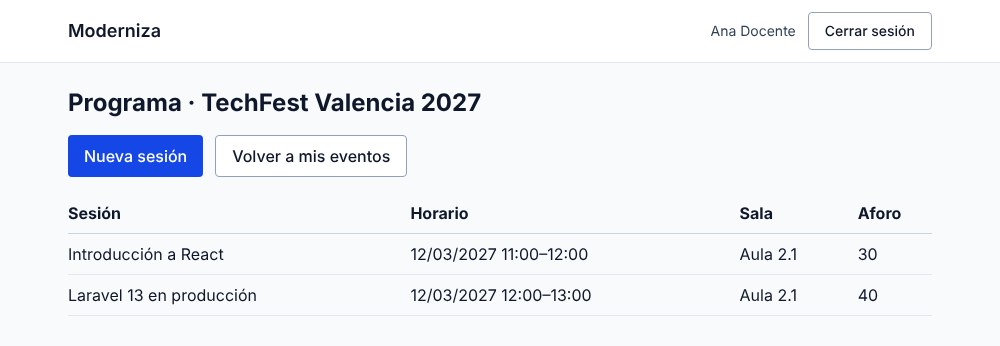 Moderniza
Ana Docente
Cerrar sesión
Programa · TechFest Valencia 2027
Nueva sesión
Volver a mis eventos
Sesión Horario Sala Aforo
Introducción a React 12/03/2027 11:00–12:00 Aula 2.1 30
Laravel 13 en producción 12/03/2027 12:00–13:00 Aula 2.1 40